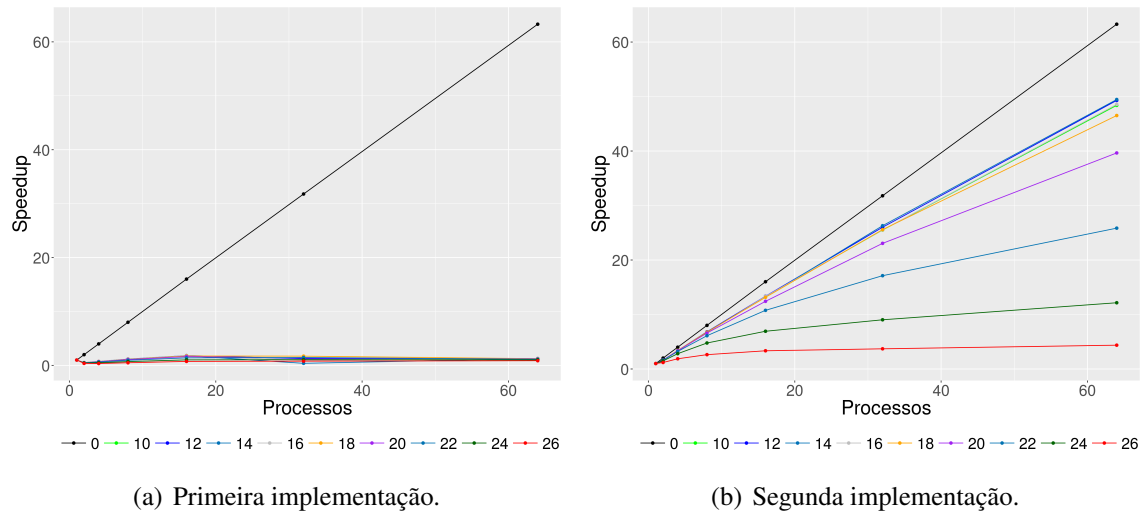 60
40
20
0
Speedup
0 20 40 60
Processos
0 10 12 14 16 18 20 22 24 26
(a) Primeira implementação.
60
40
20
0
Speedup
0 20 40 60
Processos
0 10 12 14 16 18 20 22 24 26
(b) Segunda implementação.